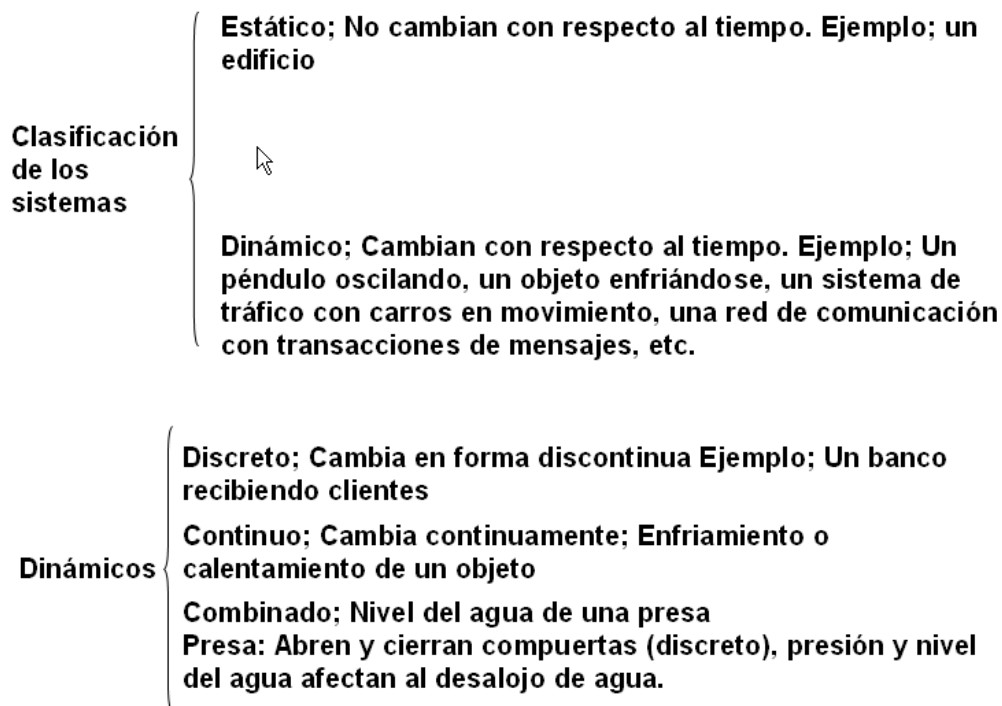 Estático; No cambian con respecto al tiempo. Ejemplo; un
edificio
Clasificación
de los
sistemas
Dinámico; Cambian con respecto al tiempo. Ejemplo; Un
péndulo oscilando, un objeto enfriándose, un sistema de
tráfico con carros en movimiento, una red de comunicación
con transacciones de mensajes, etc.
Discreto; Cambia en forma discontinua Ejemplo; Un banco
recibiendo clientes
Continuo; Cambia continuamente; Enfriamiento o
calentamiento de un objeto
Dinámicos
Combinado; Nivel del agua de una presa
Presa: Abren y cierran compuertas (discreto), presión y nivel
del agua afectan al desalojo de agua.